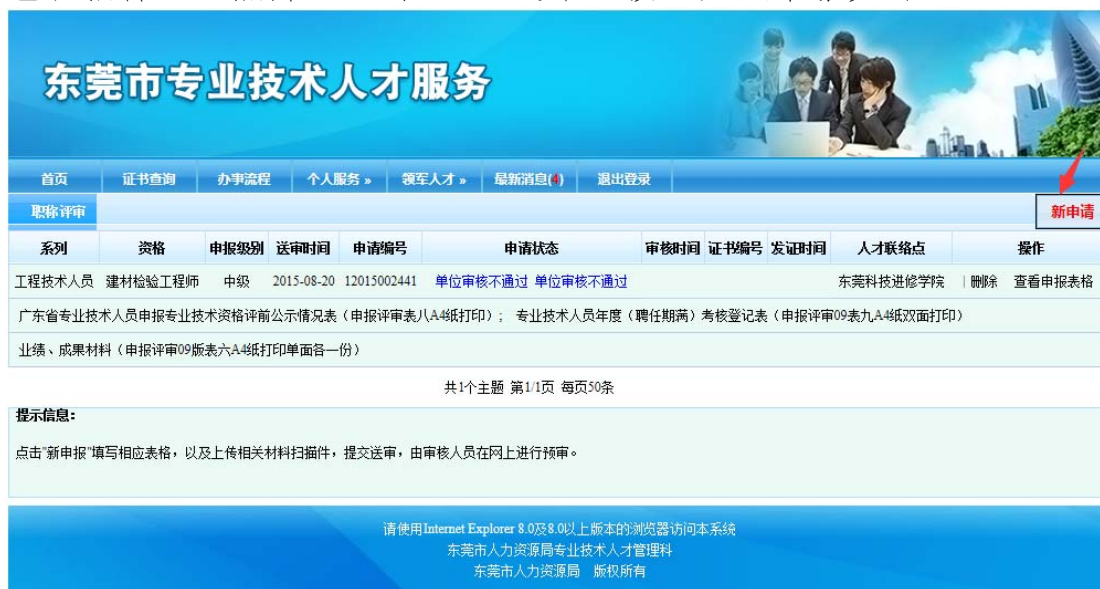 东莞市专业技术人才服务
首页 证书查询 办事流程 个人服务» 领军人才» 最新消息(4) 退出登录
职称评审 新申请
系列 资格 申报级别 送审时间 申请编号 申请状态 审核时间 证书编号 发证时间 人才联络点 操作
工程技术人员 建材检验工程师 中级 2015-08-20 12015002441 单位审核不通过 单位审核不通过 东莞科技进修学院 | 删除 查看申报表格
广东省专业技术人员申报专业技术资格评前公示情况表（申报评审表八A4纸打印）； 专业技术人员年度（聘任期满）考核登记表（申报评审09表九A4纸双面打印）
业绩、成果材料（申报评审09版表六A4纸打印单面各一份）
共1个主题 第1/1页 每页50条
提示信息：
点击"新申报"填写相应表格，以及上传相关材料扫描件，提交送审，由审核人员在网上进行预审。
请使用Internet Explorer 8.0及8.0以上版本的浏览器访问本系统
东莞市人力资源局专业技术人才管理科
东莞市人力资源局 版权所有